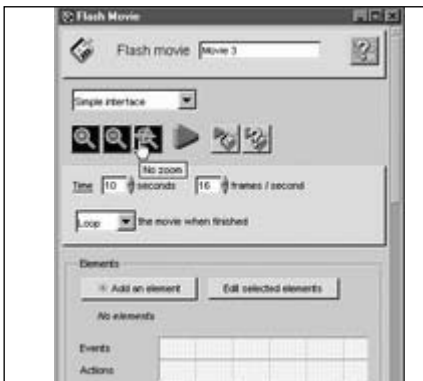 Flash Movie
Flash movie Movie 3
Simple interface
No zoom
Time 10 seconds 16 frames / second
Loop the movie when finished
Elements
Add an element Edit selected elements
No elements
Events
Actions